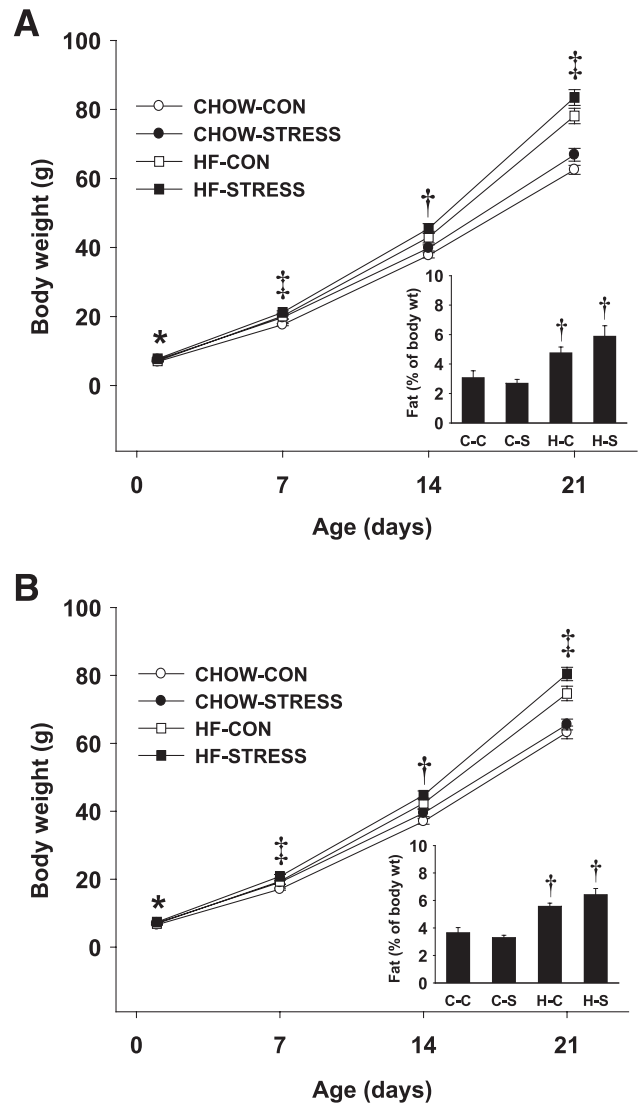 A
100
80
60
40
20
0
Body weight (g)
CHOW-CON
CHOW-STRESS
HF-CON
HF-STRESS
*
‡
†
‡
10
8
6
4
2
0
Fat (% of body wt)
†
†
C-C C-S H-C H-S
0 7 14 21
Age (days)
B
100
80
60
40
20
0
Body weight (g)
CHOW-CON
CHOW-STRESS
HF-CON
HF-STRESS
*
‡
†
‡
10
8
6
4
2
0
Fat (% of body wt)
†
†
C-C C-S H-C H-S
0 7 14 21
Age (days)